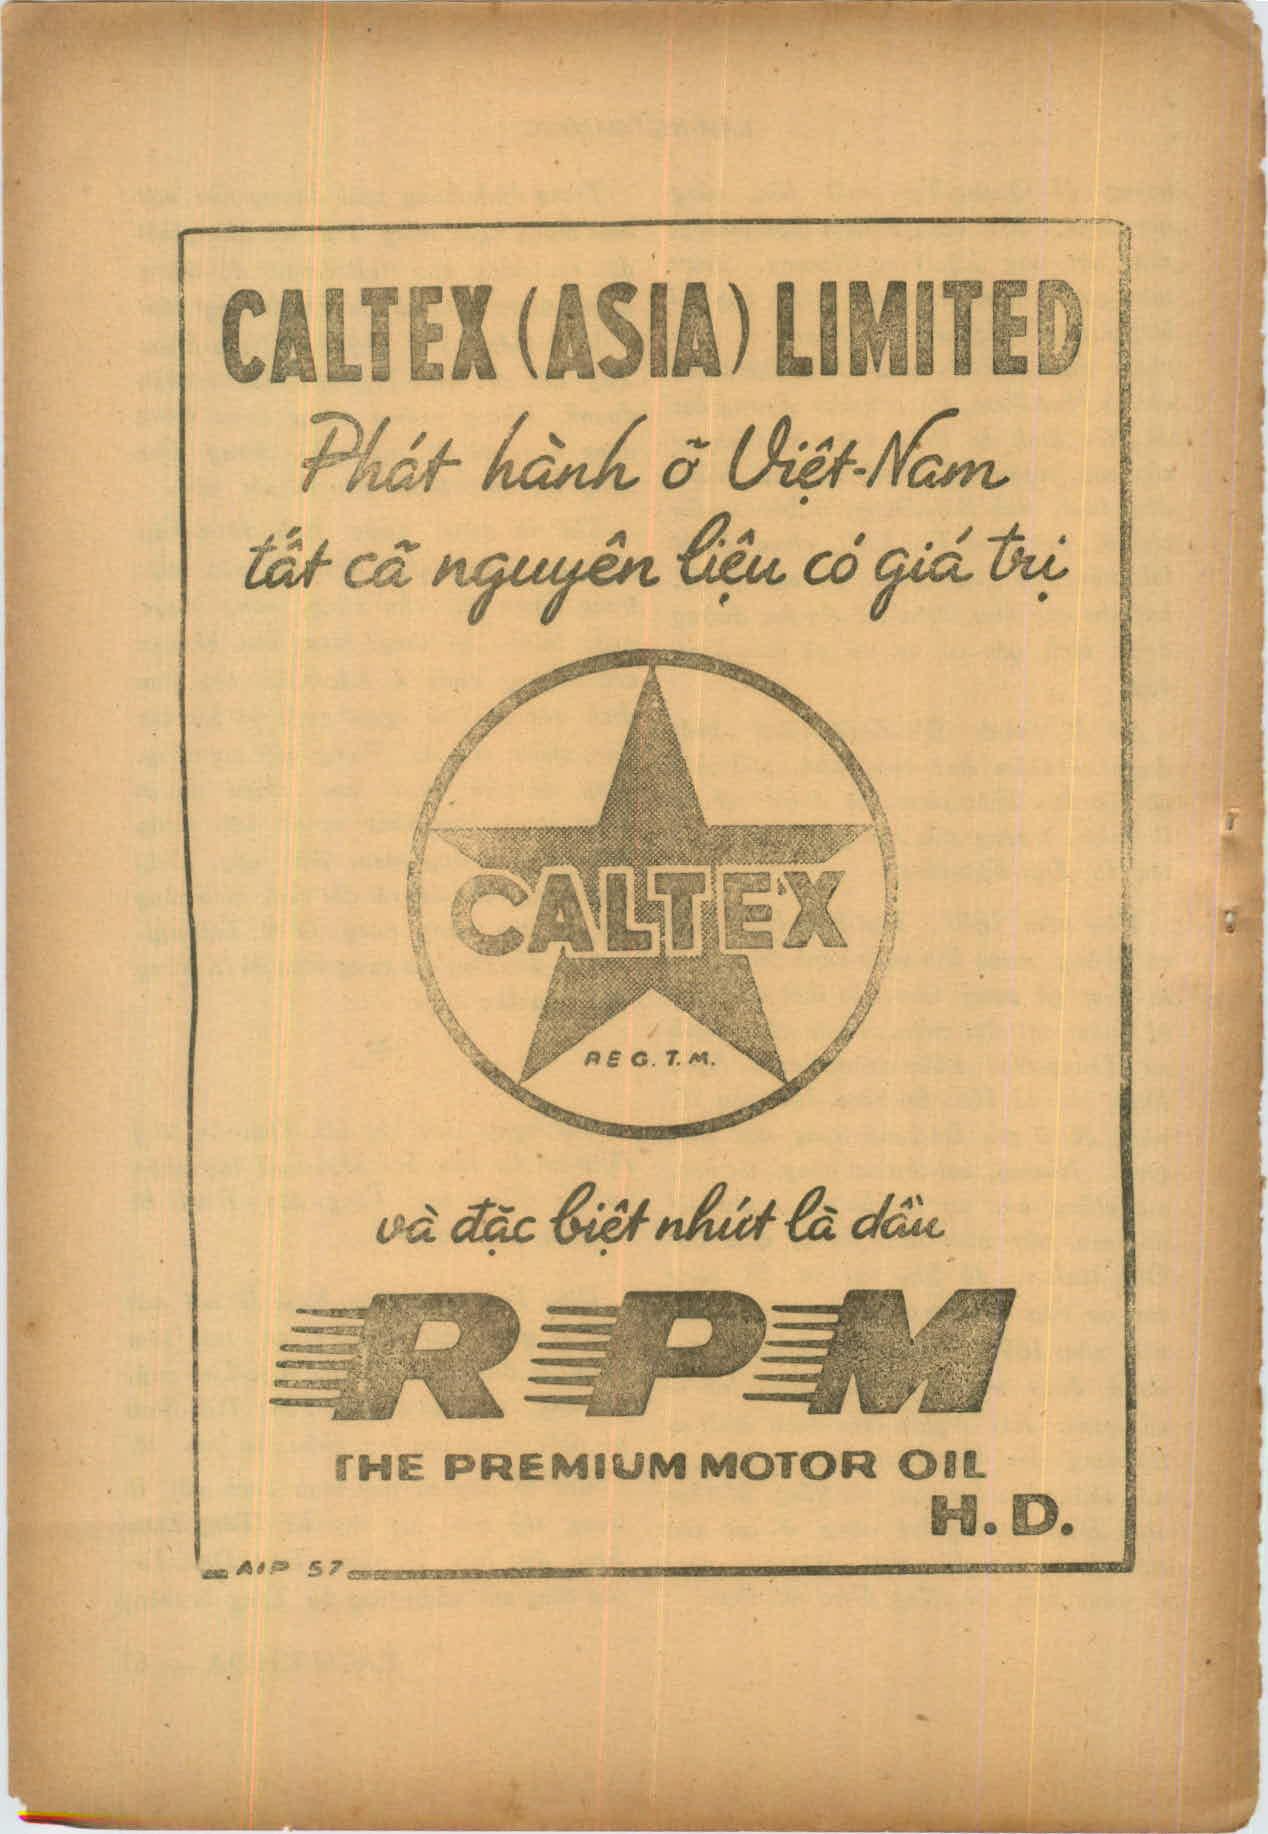 CALTEX (ASIA) LIMITED
Phát hành ở Việt-Nam
tất cã nguyên liệu có giá trị
CALTEX
REG. T. M.
và đặc biệt nhứt là dầu
RPM
THE PREMIUM MOTOR OIL
H. D.
AIP 57